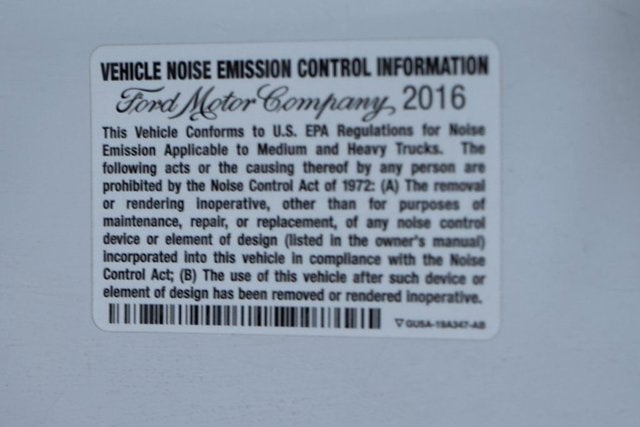 VEHICLE NOISE EMISSION CONTROL INFORMATION
Ford Motor Company, 2016
This Vehicle Conforms to U.S. EPA Regulations for Noise
Emission Applicable to Medium and Heavy Trucks. The
following acts or the causing thereof by any person are
prohibited by the Noise Control Act of 1972: (A) The removal
or rendering inoperative, other than for purposes of
maintenance, repair, or replacement, of any noise control
device or element of design (listed in the owner's manual)
incorporated into this vehicle in compliance with the Noise
Control Act; (B) The use of this vehicle after such device or
element of design has been removed or rendered inoperative.
GU5A-19A347-AB